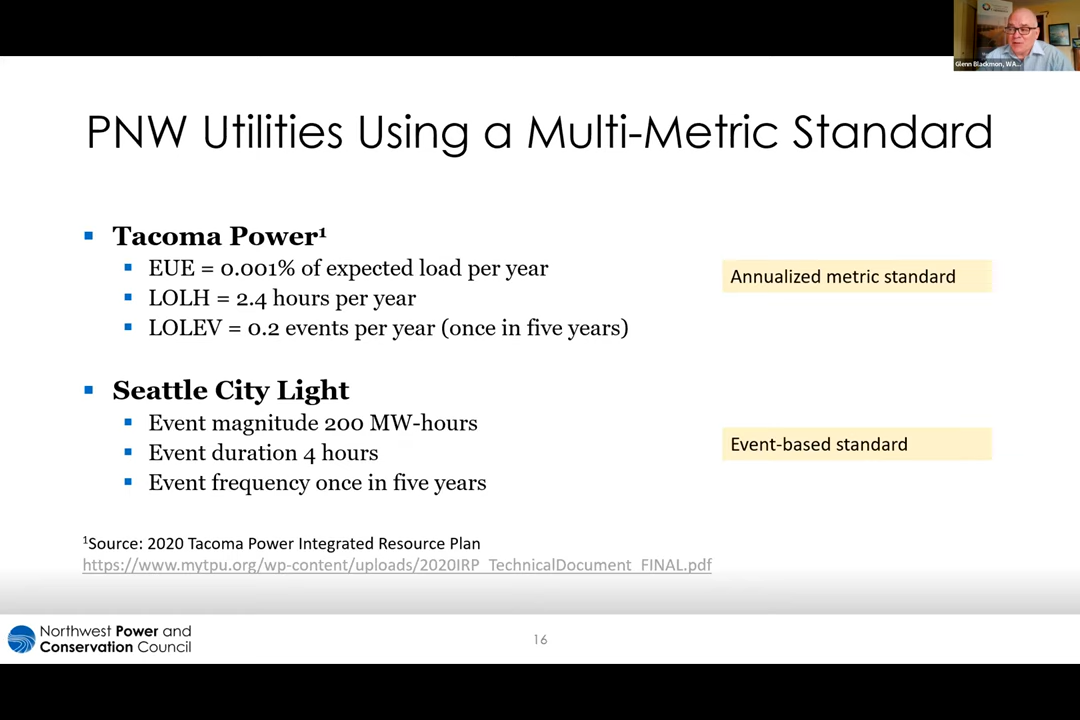 Glenn Blackmon, WA...
PNW Utilities Using a Multi-Metric Standard
Tacoma Power¹
EUE = 0.001% of expected load per year
LOLH = 2.4 hours per year
LOLEV = 0.2 events per year (once in five years)
Annualized metric standard
Seattle City Light
Event magnitude 200 MW-hours
Event duration 4 hours
Event frequency once in five years
Event-based standard
¹Source: 2020 Tacoma Power Integrated Resource Plan
https://www.mytpu.org/wp-content/uploads/2020IRP_TechnicalDocument_FINAL.pdf
Northwest Power and
Conservation Council
16